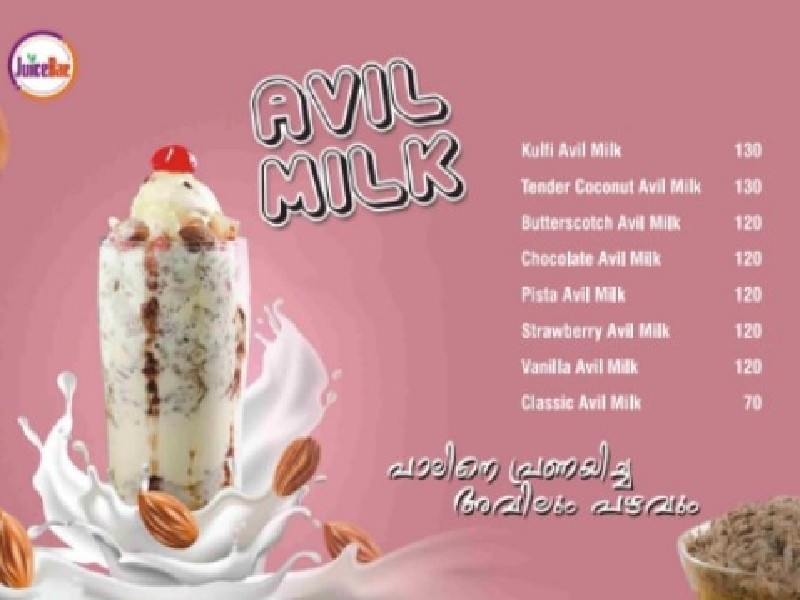 JuiceBar
AVIL
MILK
Kulfi Avil Milk 130
Tender Coconut Avil Milk 130
Butterscotch Avil Milk 120
Chocolate Avil Milk 120
Pista Avil Milk 120
Strawberry Avil Milk 120
Vanilla Avil Milk 120
Classic Avil Milk 70
പാലിനെ പ്രണയിച്ച
അവിലും പഴവും